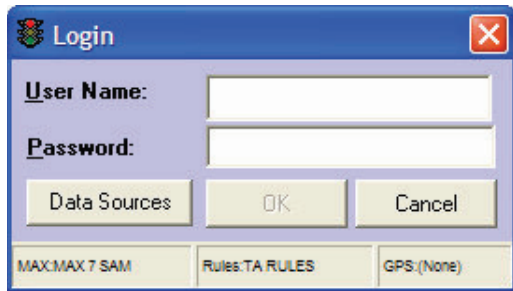 Login
User Name:
Password:
Data Sources OK Cancel
MAX:MAX 7 SAM Rules:TA RULES GPS:(None)